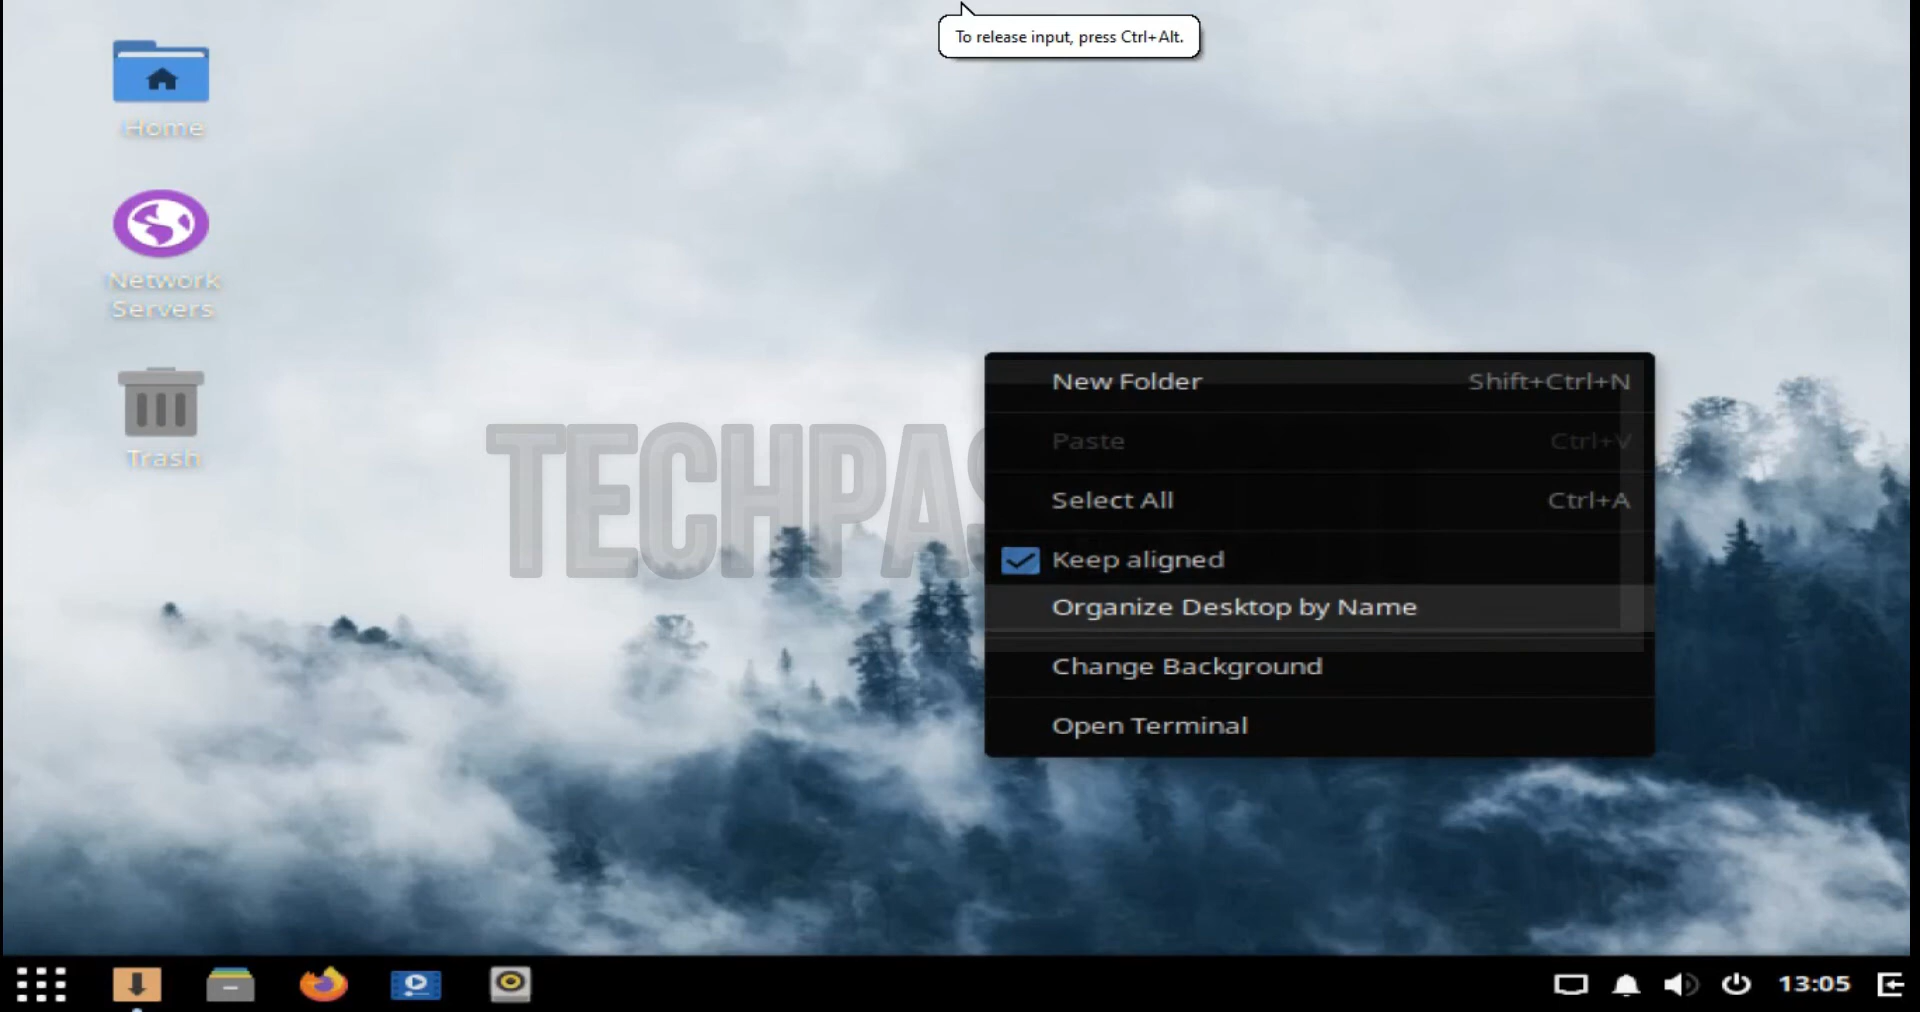 To release input, press Ctrl+Alt.
Home
Network
Servers
Trash
TECHPAS
New Folder Shift+Ctrl+N
Paste Ctrl+V
Select All Ctrl+A
Keep aligned
Organize Desktop by Name
Change Background
Open Terminal
13:05